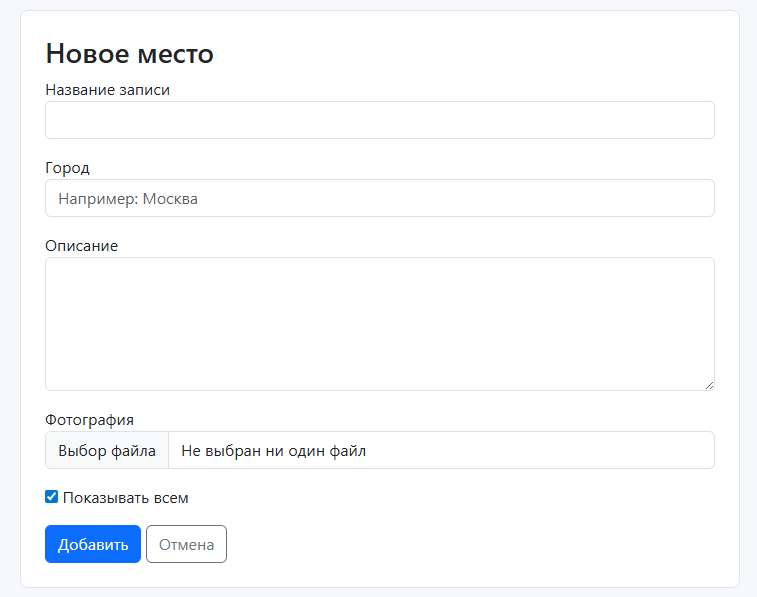 Новое место
Название записи
Город
Например: Москва
Описание
Фотография
Выбор файла Не выбран ни один файл
Показывать всем
Добавить Отмена